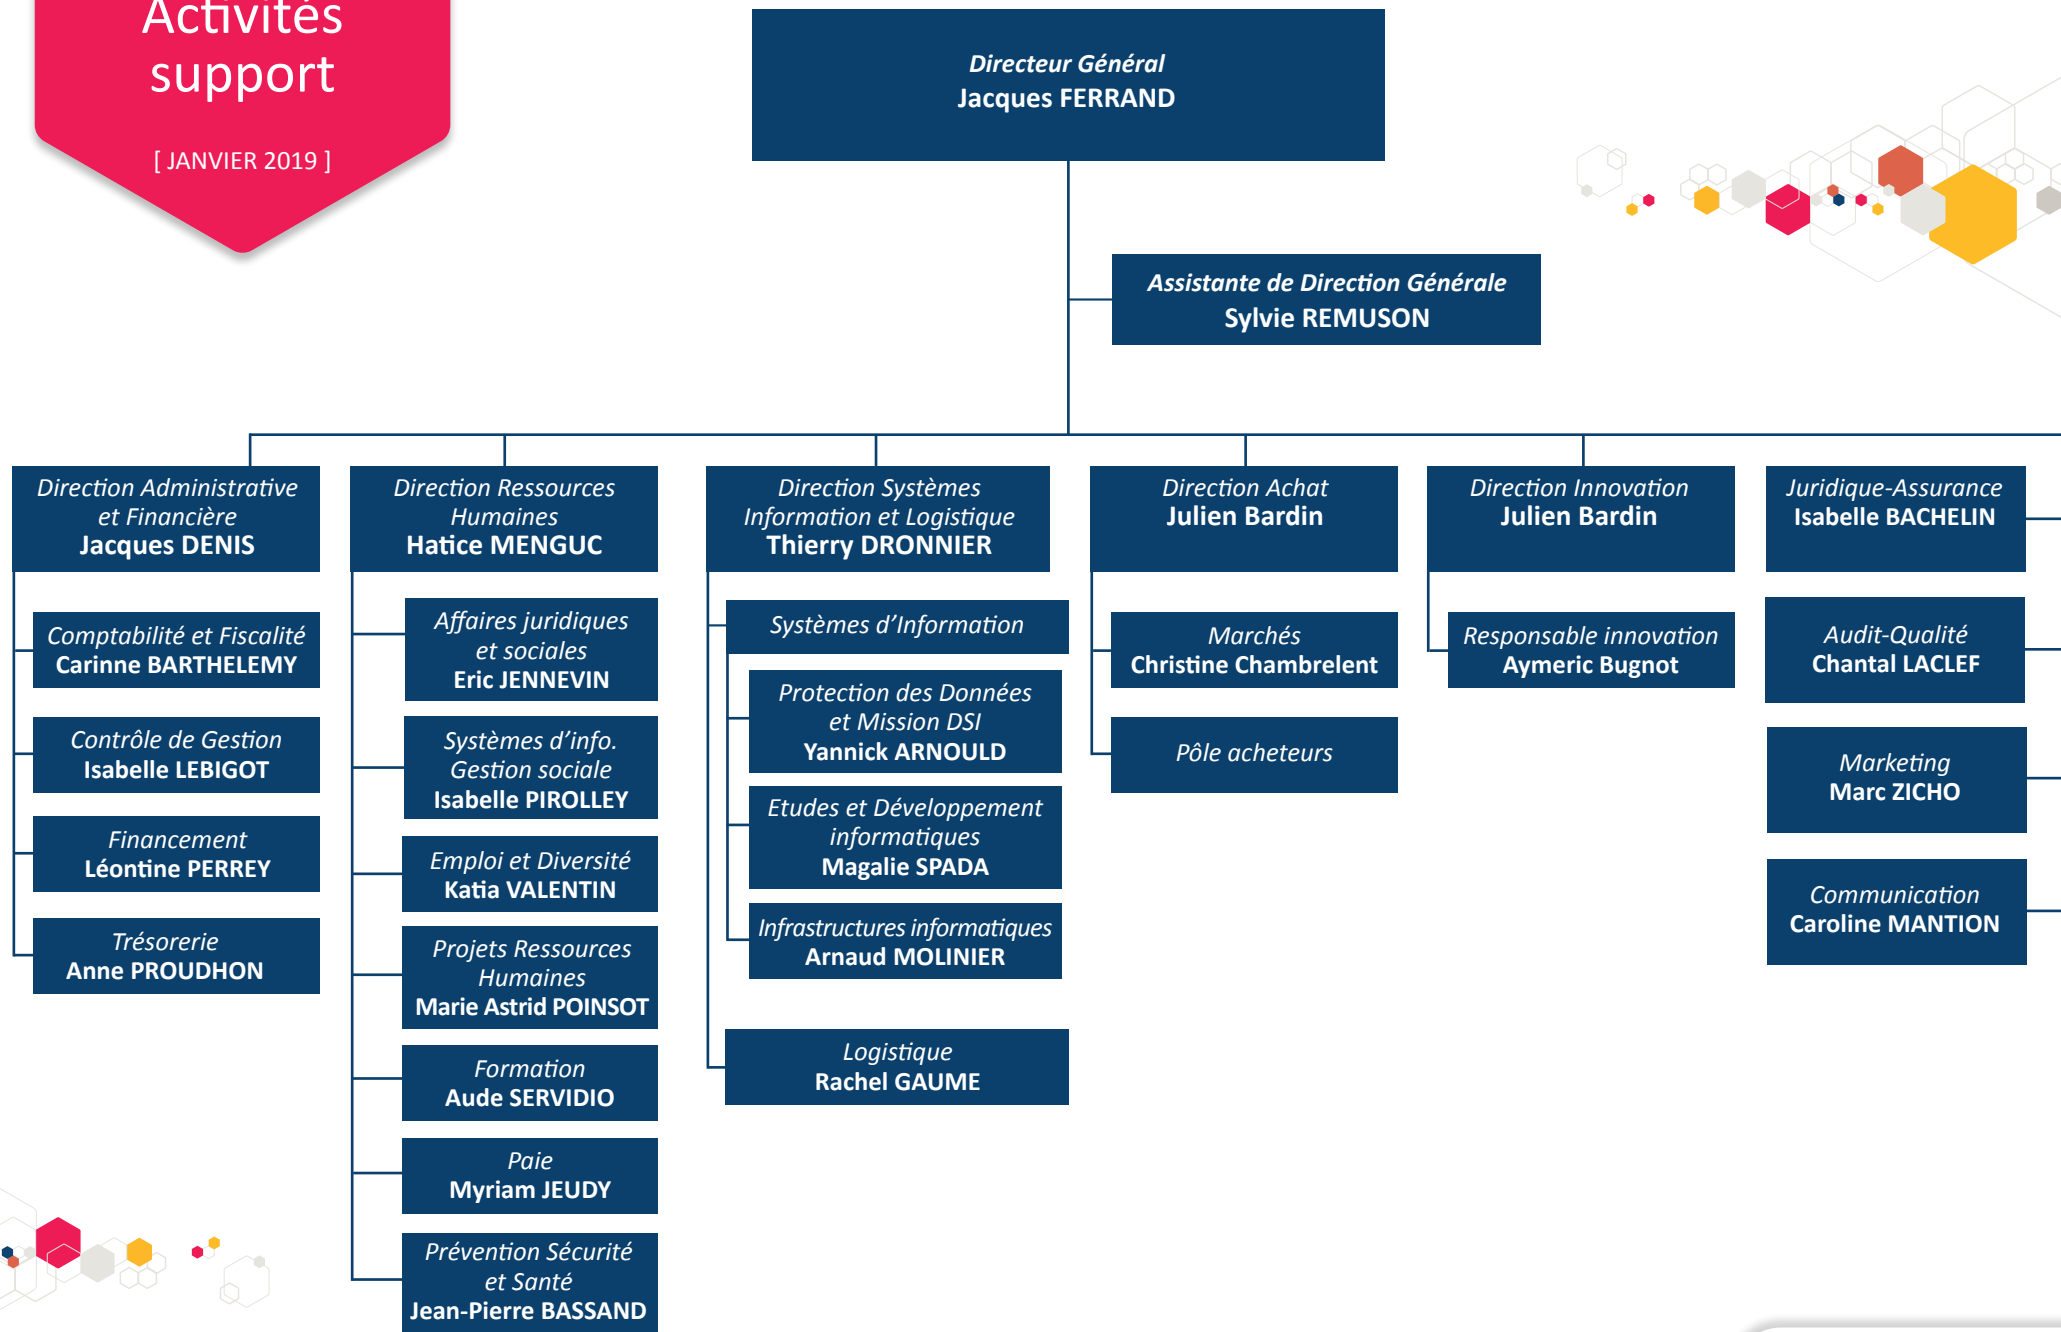 Activités
support
[ JANVIER 2019 ]
Directeur Général
Jacques FERRAND
Assistante de Direction Générale
Sylvie REMUSON
Direction Administrative
et Financière
Jacques DENIS
Comptabilité et Fiscalité
Carinne BARTHELEMY
Contrôle de Gestion
Isabelle LEBIGOT
Financement
Léontine PERREY
Trésorerie
Anne PROUDHON
Direction Ressources
Humaines
Hatice MENGUC
Affaires juridiques
et sociales
Eric JENNEVIN
Systèmes d'info.
Gestion sociale
Isabelle PIROLLEY
Emploi et Diversité
Katia VALENTIN
Projets Ressources
Humaines
Marie Astrid POINSOT
Formation
Aude SERVIDIO
Paie
Myriam JEUDY
Prévention Sécurité
et Santé
Jean-Pierre BASSAND
Direction Systèmes
Information et Logistique
Thierry DRONNIER
Systèmes d'Information
Protection des Données
et Mission DSI
Yannick ARNOULD
Etudes et Développement
informatiques
Magalie SPADA
Infrastructures informatiques
Arnaud MOLINIER
Logistique
Rachel GAUME
Direction Achat
Julien Bardin
Marchés
Christine Chambrelent
Pôle acheteurs
Direction Innovation
Julien Bardin
Responsable innovation
Aymeric Bugnot
Juridique-Assurance
Isabelle BACHELIN
Audit-Qualité
Chantal LACLEF
Marketing
Marc ZICHO
Communication
Caroline MANTION